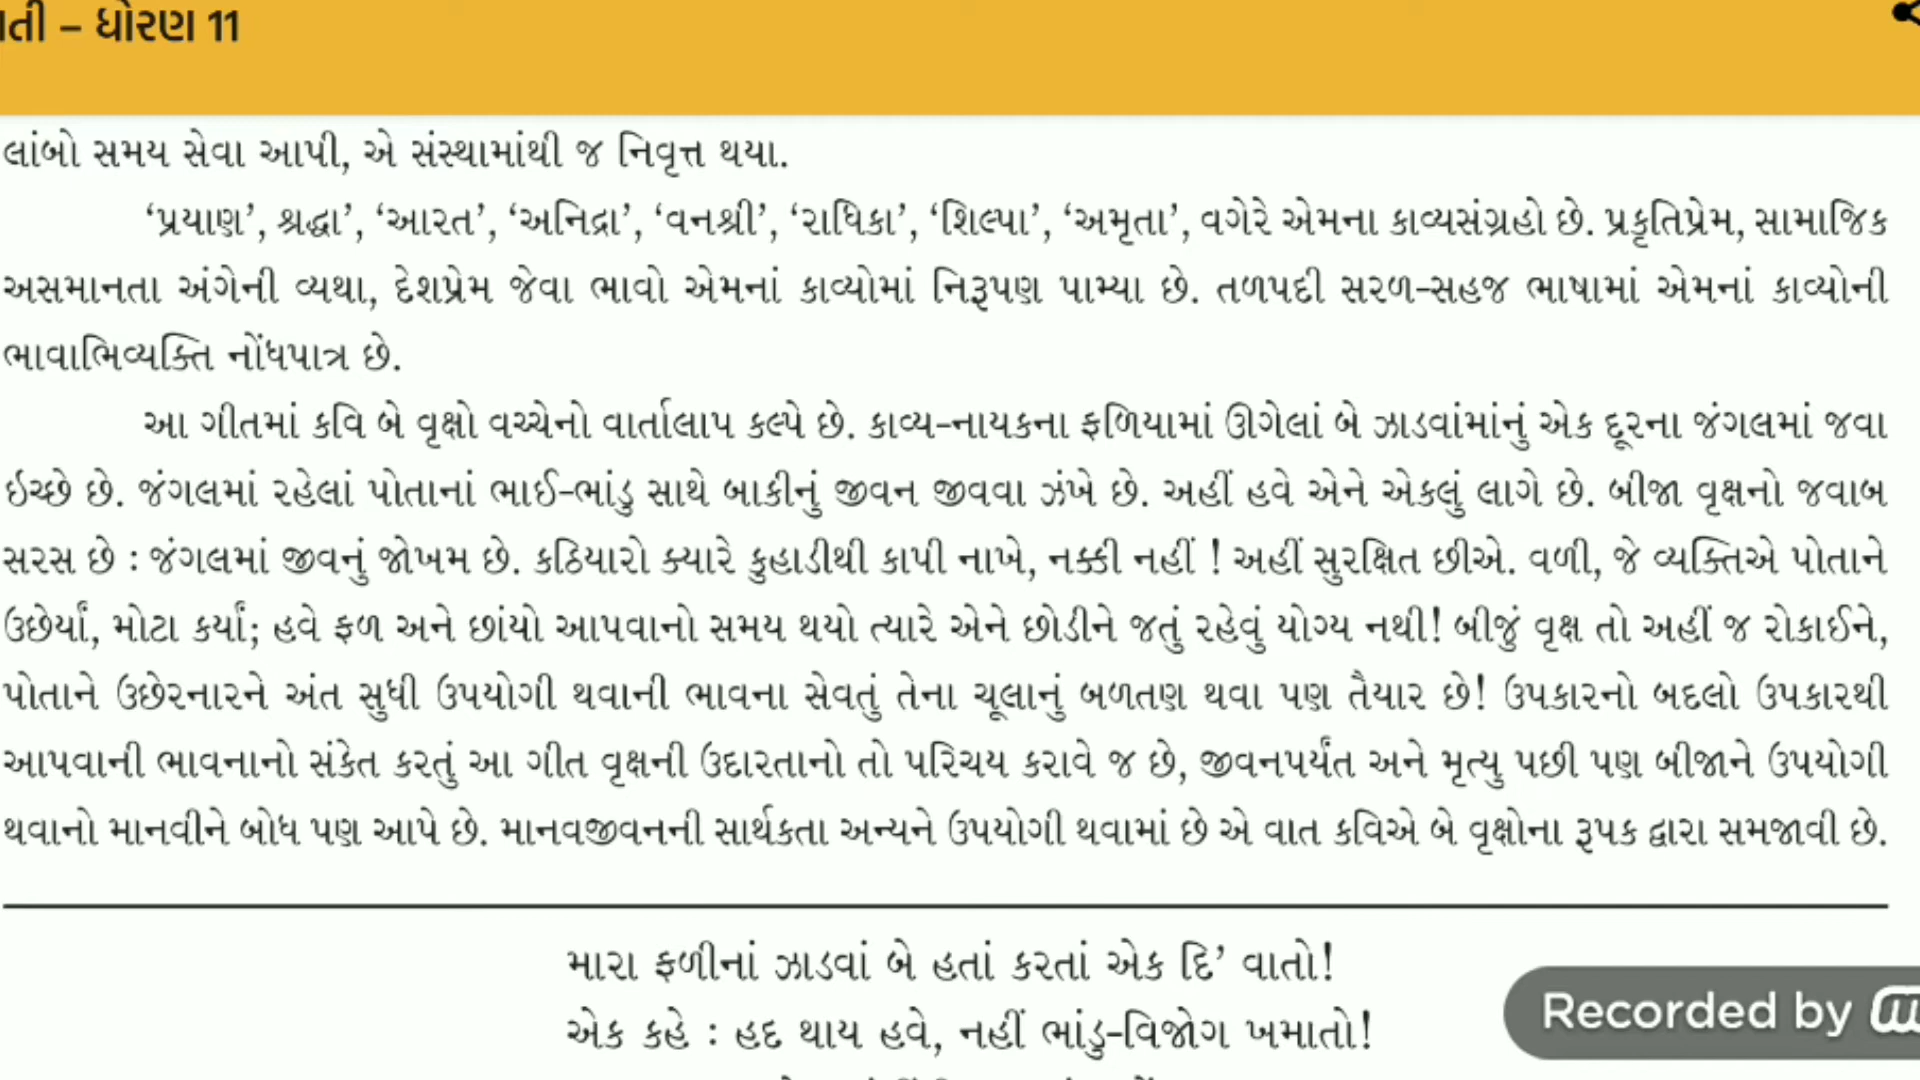 તી – ધોરણ 11
લાંબો સમય સેવા આપી, એ સંસ્થામાંથી જ નિવૃત્ત થયા.
‘પ્રયાણ’, શ્રદ્ધા’, ‘આરત’, ‘અનિદ્રા’, ‘વનશ્રી’, ‘રાધિકા’, ‘શિલ્પા’, ‘અમૃતા’, વગેરે એમના કાવ્યસંગ્રહો છે. પ્રકૃતિપ્રેમ, સામાજિક
અસમાનતા અંગેની વ્યથા, દેશપ્રેમ જેવા ભાવો એમનાં કાવ્યોમાં નિરૂપણ પામ્યા છે. તળપદી સરળ-સહજ ભાષામાં એમનાં કાવ્યોની
ભાવાભિવ્યક્તિ નોંધપાત્ર છે.
આ ગીતમાં કવિ બે વૃક્ષો વચ્ચેનો વાર્તાલાપ કલ્પે છે. કાવ્ય-નાયકના ફળિયામાં ઊગેલાં બે ઝાડવાંમાંનું એક દૂરના જંગલમાં જવા
ઇચ્છે છે. જંગલમાં રહેલાં પોતાનાં ભાઈ-ભાંડુ સાથે બાકીનું જીવન જીવવા ઝંખે છે. અહીં હવે એને એકલું લાગે છે. બીજા વૃક્ષનો જવાબ
સરસ છે : જંગલમાં જીવનું જોખમ છે. કઠિયારો ક્યારે કુહાડીથી કાપી નાખે, નક્કી નહીં ! અહીં સુરક્ષિત છીએ. વળી, જે વ્યક્તિએ પોતાને
ઉછેર્યાં, મોટા કર્યાં; હવે ફળ અને છાંયો આપવાનો સમય થયો ત્યારે એને છોડીને જતું રહેવું યોગ્ય નથી! બીજું વૃક્ષ તો અહીં જ રોકાઈને,
પોતાને ઉછેરનારને અંત સુધી ઉપયોગી થવાની ભાવના સેવતું તેના ચૂલાનું બળતણ થવા પણ તૈયાર છે! ઉપકારનો બદલો ઉપકારથી
આપવાની ભાવનાનો સંકેત કરતું આ ગીત વૃક્ષની ઉદારતાનો તો પરિચય કરાવે જ છે, જીવનપર્યંત અને મૃત્યુ પછી પણ બીજાને ઉપયોગી
થવાનો માનવીને બોધ પણ આપે છે. માનવજીવનની સાર્થકતા અન્યને ઉપયોગી થવામાં છે એ વાત કવિએ બે વૃક્ષોના રૂપક દ્વારા સમજાવી છે.
મારા ફળીનાં ઝાડવાં બે હતાં કરતાં એક દિ’ વાતો!
એક કહે : હદ થાય હવે, નહીં ભાંડુ-વિજોગ ખમાતો!
Recorded by